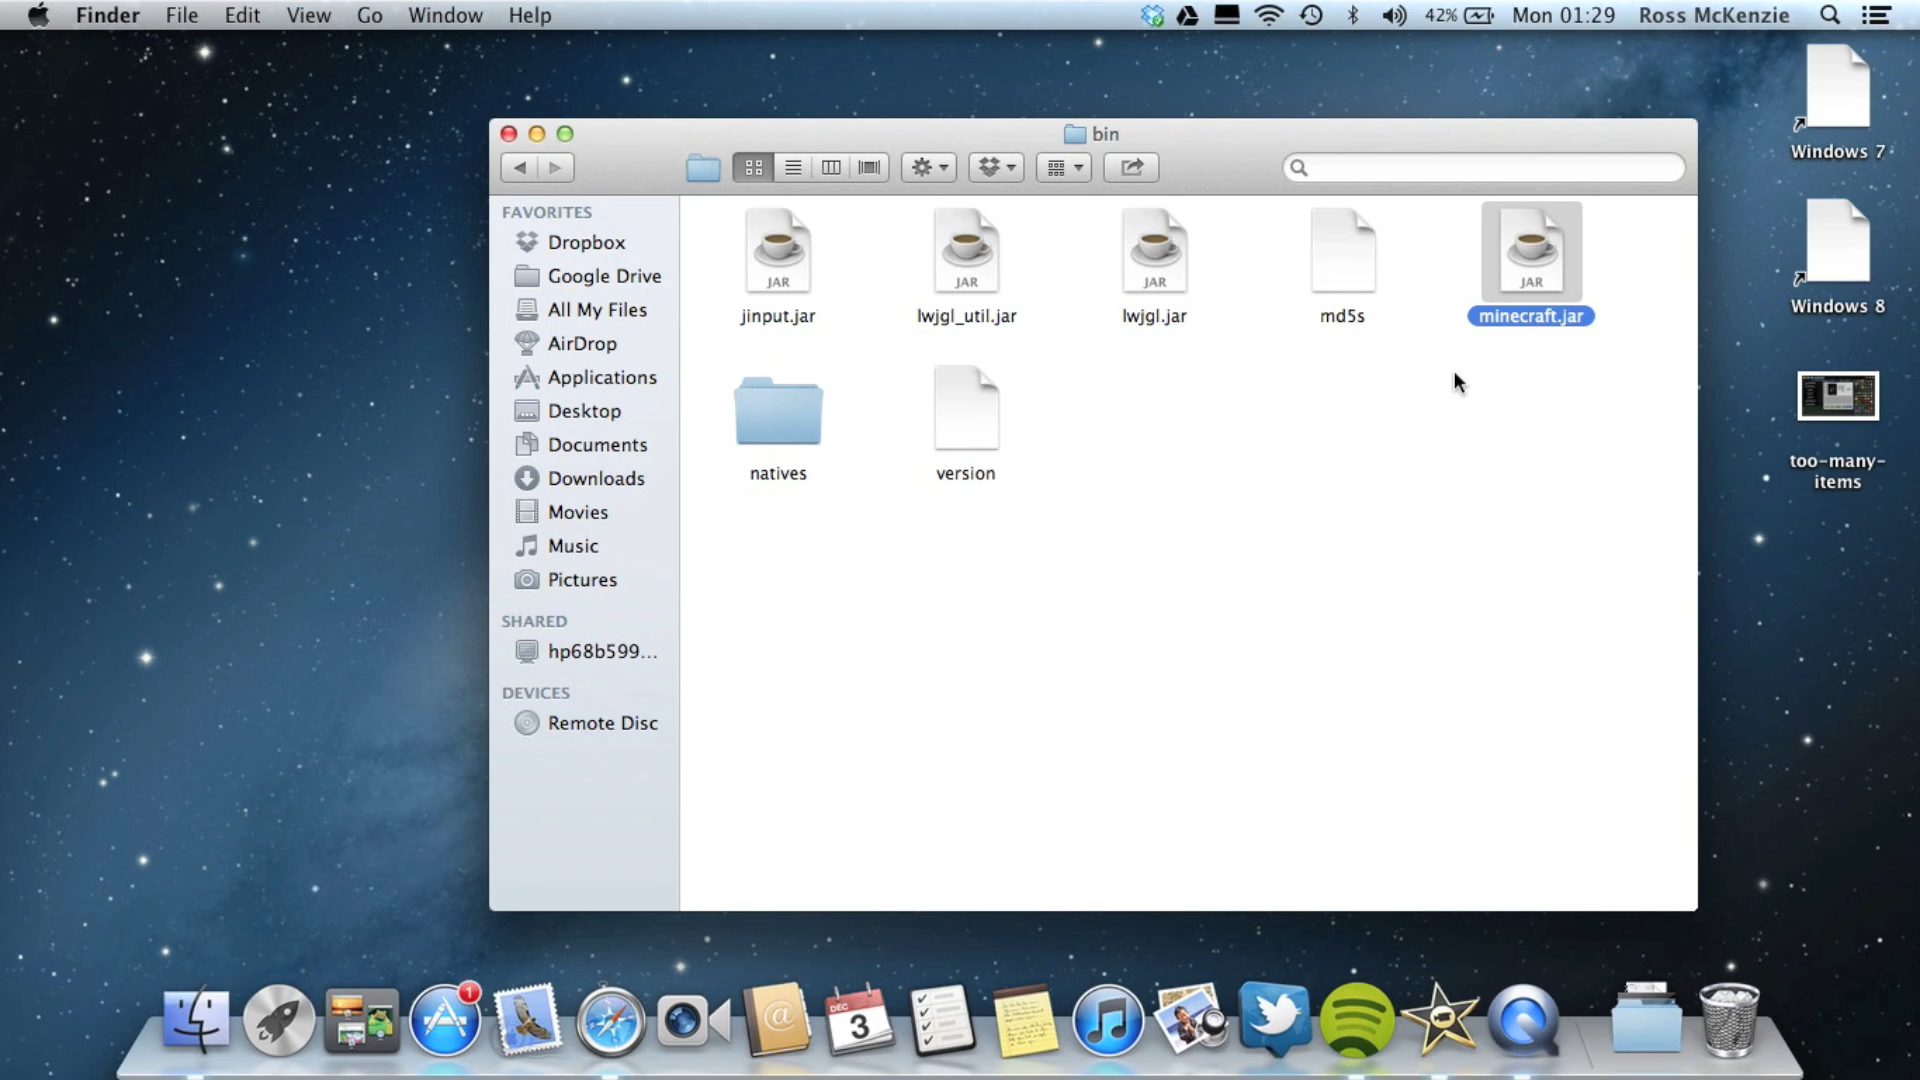 Finder File Edit View Go Window Help 42% Mon 01:29 Ross McKenzie
bin
FAVORITES
Dropbox
Google Drive
All My Files
AirDrop
Applications
Desktop
Documents
Downloads
Movies
Music
Pictures
SHARED
hp68b599...
DEVICES
Remote Disc
JAR JAR JAR JAR
jinput.jar lwjgl_util.jar lwjgl.jar md5s minecraft.jar
natives version
Windows 7
Windows 8
too-many-
items
1
DEC
3